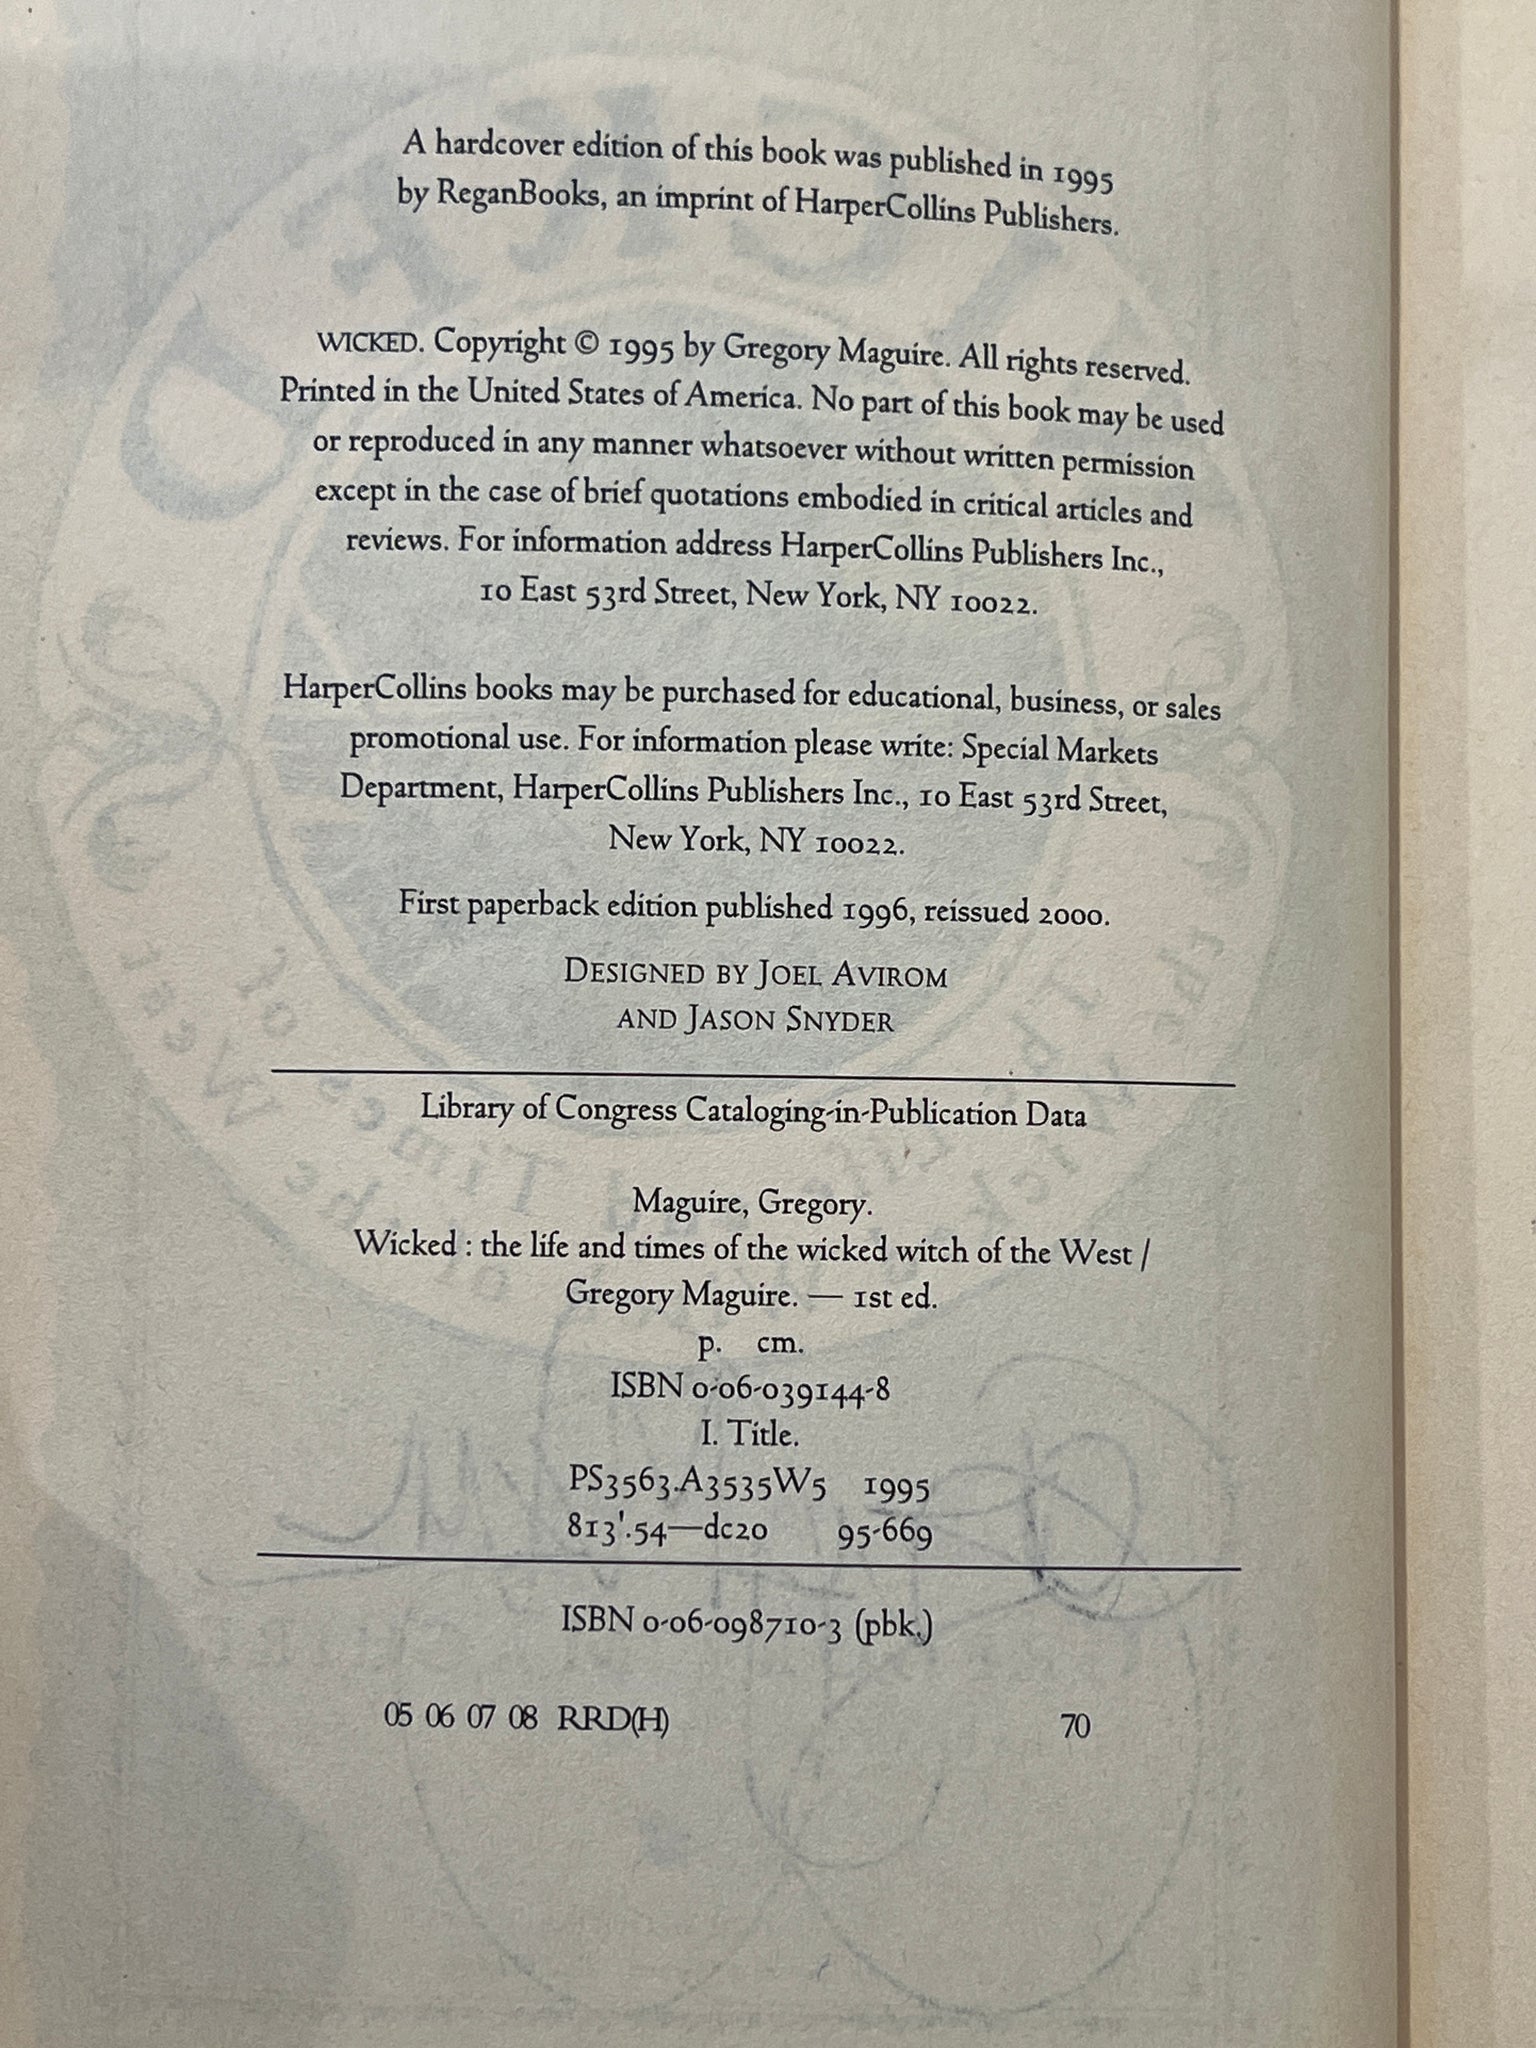 A hardcover edition of this book was published in 1995
by ReganBooks, an imprint of HarperCollins Publishers.
WICKED. Copyright © 1995 by Gregory Maguire. All rights reserved.
Printed in the United States of America. No part of this book may be used
or reproduced in any manner whatsoever without written permission
except in the case of brief quotations embodied in critical articles and
reviews. For information address HarperCollins Publishers Inc.,
10 East 53rd Street, New York, NY 10022.
HarperCollins books may be purchased for educational, business, or sales
promotional use. For information please write: Special Markets
Department, HarperCollins Publishers Inc., 10 East 53rd Street,
New York, NY 10022.
First paperback edition published 1996, reissued 2000.
DESIGNED BY JOEL AVIROM
AND JASON SNYDER
Library of Congress Cataloging-in-Publication Data
Maguire, Gregory.
Wicked : the life and times of the wicked witch of the West /
Gregory Maguire. — 1st ed.
p. cm.
ISBN 0-06-039144-8
I. Title.
PS3563.A3535W5 1995
813'.54—dc20 95-669
ISBN 0-06-098710-3 (pbk.)
05 06 07 08 RRD(H) 70